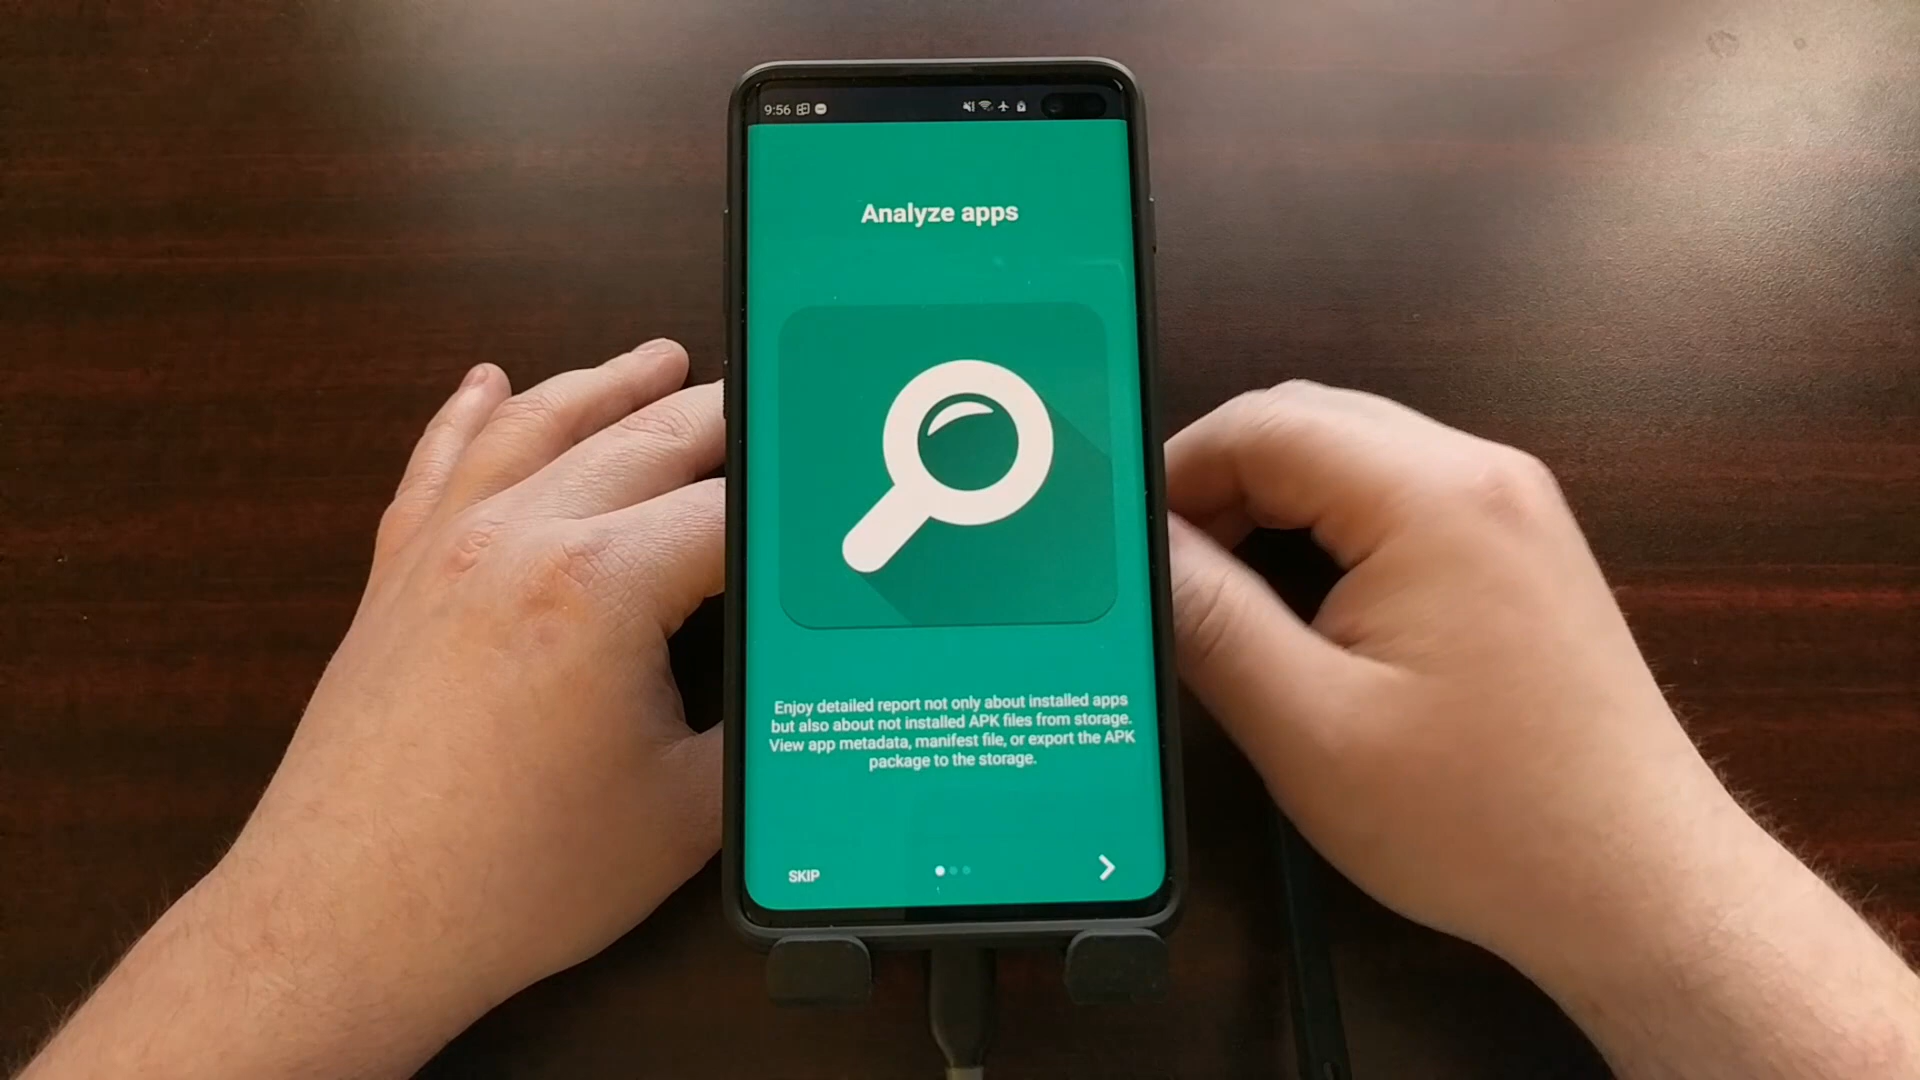 9:56
Analyze apps
Enjoy detailed report not only about installed apps
but also about not installed APK files from storage.
View app metadata, manifest file, or export the APK
package to the storage.
SKIP